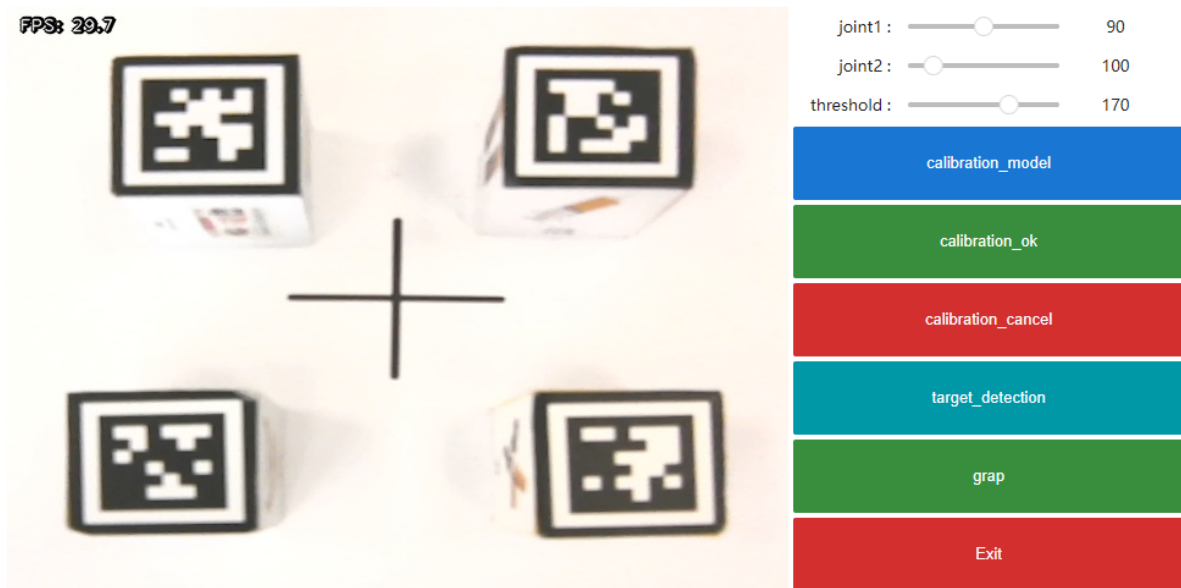 FPS: 29.7
joint1 : 90
joint2 : 100
threshold : 170
calibration_model
calibration_ok
calibration_cancel
target_detection
grap
Exit